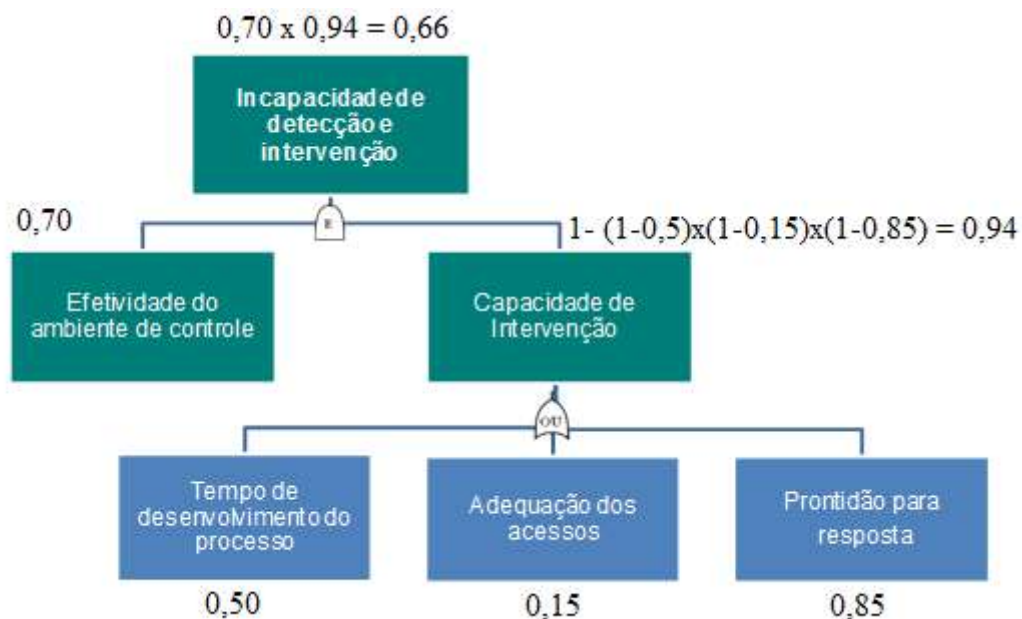 0,70 x 0,94 = 0,66
Incapacidade de
detecção e
intervenção
0,70
E
1- (1-0,5)x(1-0,15)x(1-0,85) = 0,94
Efetividade do
ambiente de controle
Capacidade de
Intervenção
OU
Tempo de
desenvolvimento do
processo
Adequação dos
acessos
Prontidão para
resposta
0,50
0,15
0,85